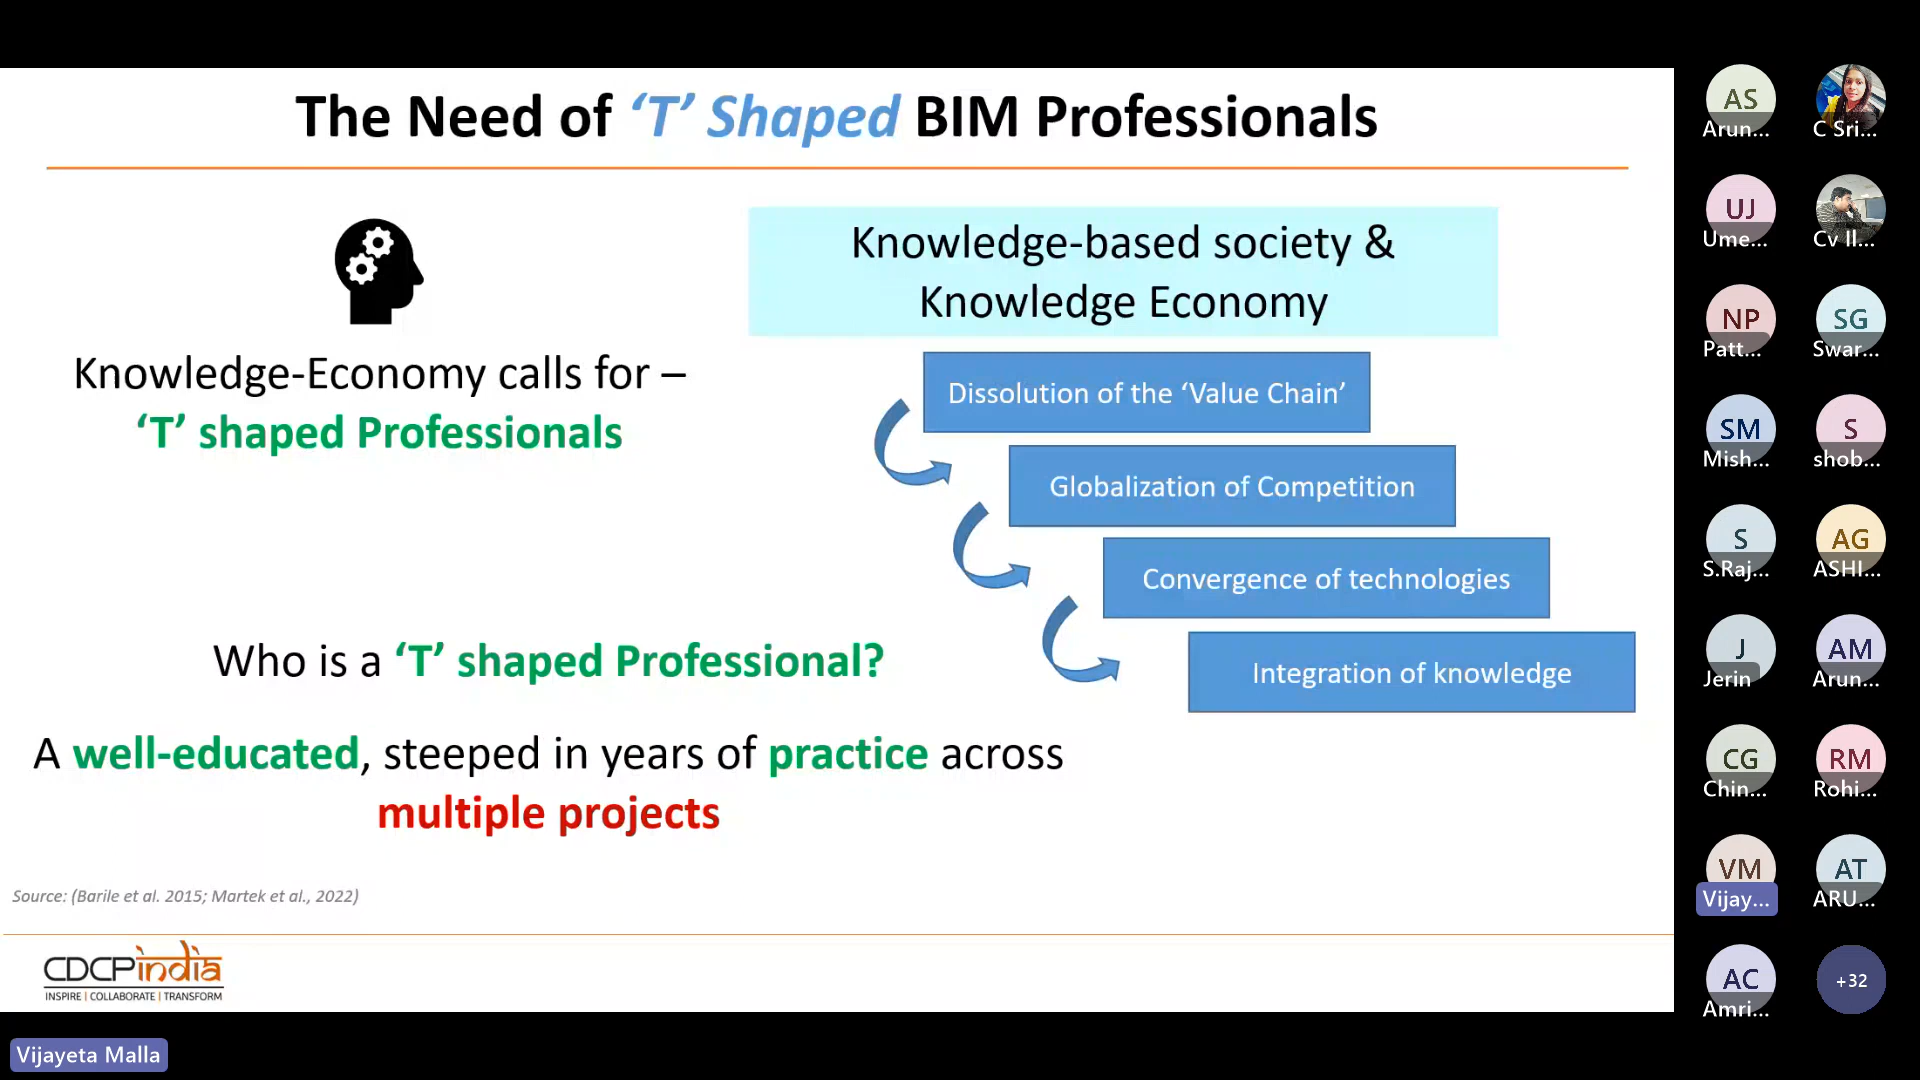 The Need of ‘T’ Shaped BIM Professionals
Knowledge-Economy calls for –
‘T’ shaped Professionals
Knowledge-based society &
Knowledge Economy
Dissolution of the ‘Value Chain’
Globalization of Competition
Convergence of technologies
Integration of knowledge
Who is a ‘T’ shaped Professional?
A well-educated, steeped in years of practice across
multiple projects
Source: (Barile et al. 2015; Martek et al., 2022)
CDCPindia
INSPIRE | COLLABORATE | TRANSFORM
Vijayeta Malla
AS
Arun...
C Sri...
UJ
Ume...
Cv ll...
NP
Patt...
SG
Swar...
SM
Mish...
S
shob...
S
S.Raj...
AG
ASHI...
J
Jerin
AM
Arun...
CG
Chin...
RM
Rohi...
VM
Vijay...
AT
ARU...
AC
Amri...
+32